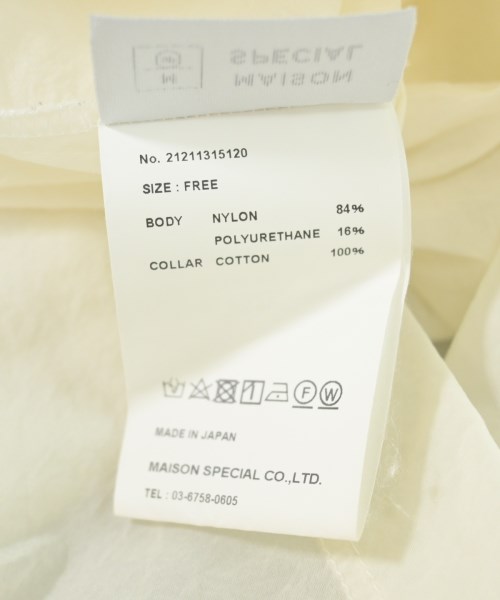 MAISON
SPECIAL
No. 21211315120
SIZE : FREE
BODY NYLON 84%
POLYURETHANE 16%
COLLAR COTTON 100%
F W
MADE IN JAPAN
MAISON SPECIAL CO.,LTD.
TEL : 03-6758-0605